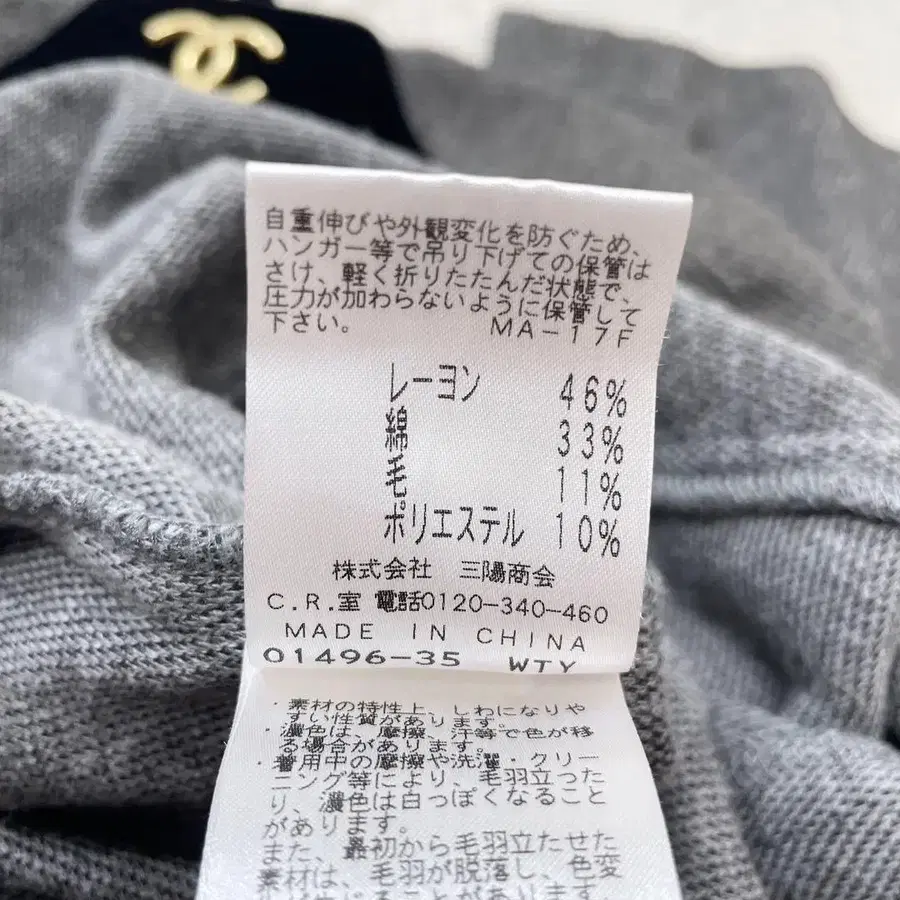 自重伸びや外観変化を防ぐため、
ハンガー等で吊り下げての保管は
さけ、軽く折りたたんだ状態で、
圧力が加わらないように保管して
下さい。 MA-17F
レーヨン 46%
綿 33%
毛 11%
ポリエステル 10%
株式会社 三陽商会
C.R.室 電話0120-340-460
MADE IN CHINA
01496-35 WTY
・素材の特性上、しわになりや
すい性質があります。
・濃色は、摩擦、汗等で色が移
る場合があります。
・着用中の摩擦や洗濯・クリー
ニング等により、毛羽立った
り、濃色は白っぽくなること
があります。
また、最初から毛羽立たせた
素材は、毛羽が脱落し、色変